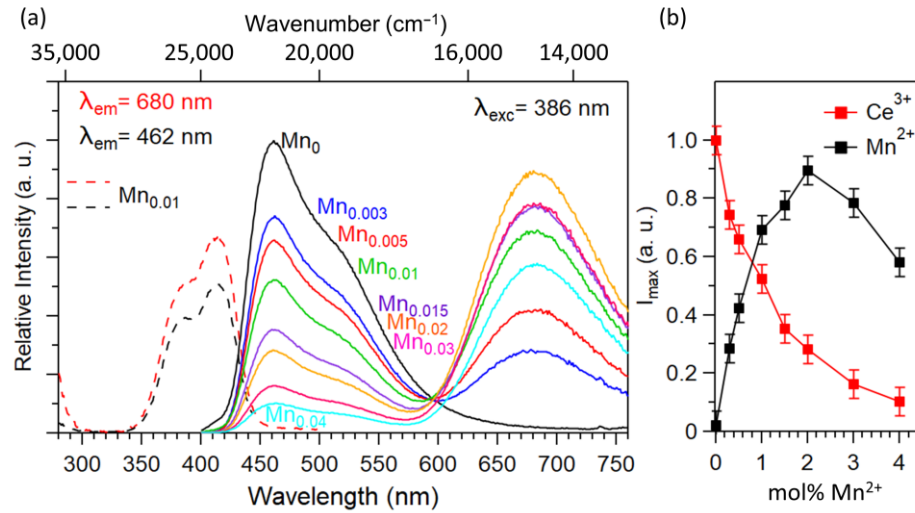 (a)
Wavenumber (cm⁻¹)
35,000 25,000 20,000 16,000 14,000
λem= 680 nm
λem= 462 nm
λexc= 386 nm
Mn0.01
Mn0
Mn0.003
Mn0.005
Mn0.01
Mn0.015
Mn0.02
Mn0.03
Mn0.04
Relative Intensity (a. u.)
300 350 400 450 500 550 600 650 700 750
Wavelength (nm)
(b)
Ce³⁺
Mn²⁺
Imax (a. u.)
1.0
0.8
0.6
0.4
0.2
0
0 1 2 3 4
mol% Mn²⁺